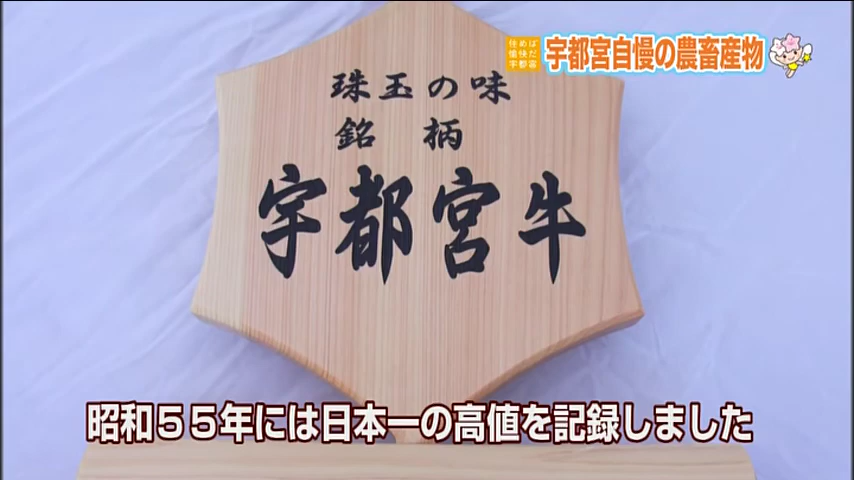 住めば
愉快だ
宇都宮
宇都宮自慢の農畜産物
珠玉の味
銘柄
宇都宮牛
昭和５５年には日本一の高値を記録しました